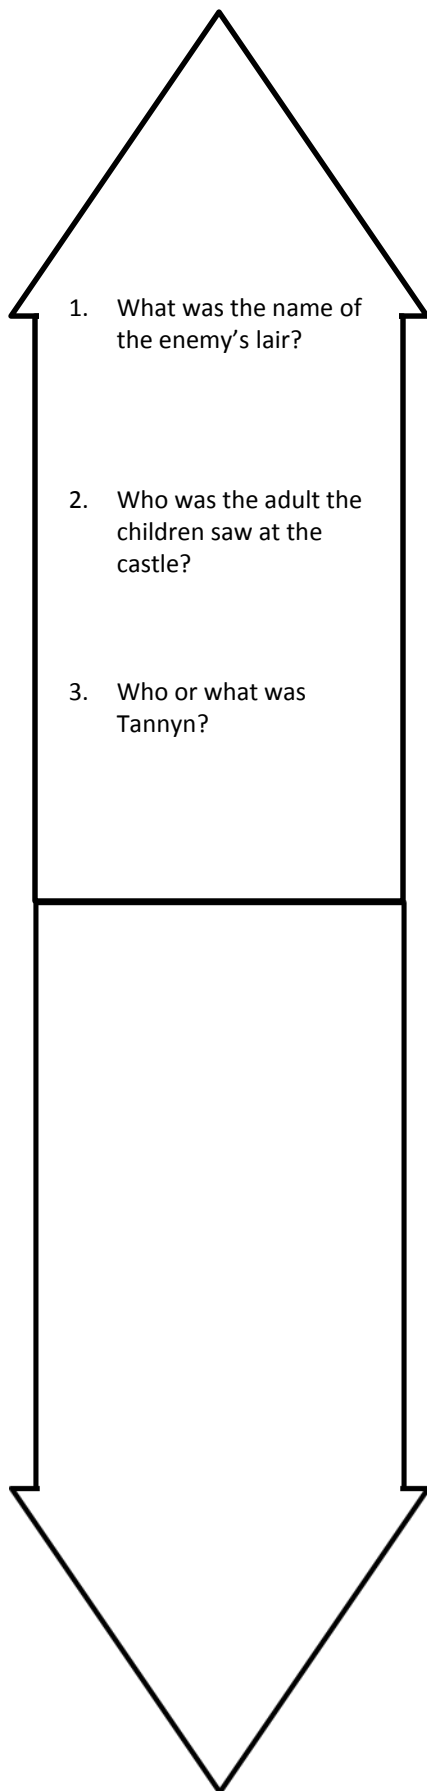 1. What was the name of
the enemy’s lair?
2. Who was the adult the
children saw at the
castle?
3. Who or what was
Tannyn?